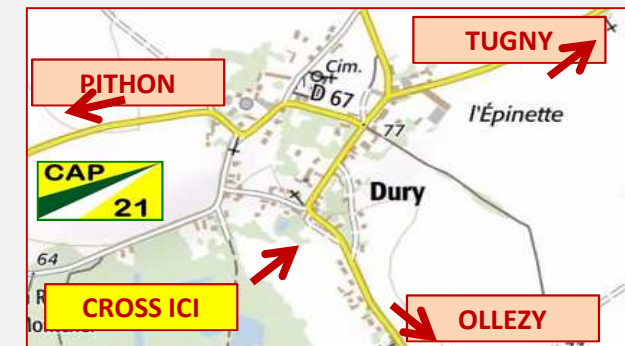 TUGNY
PITHON
Cim.
D 67
77
l'Épinette
CAP
21
Dury
64
CROSS ICI
OLLEZY